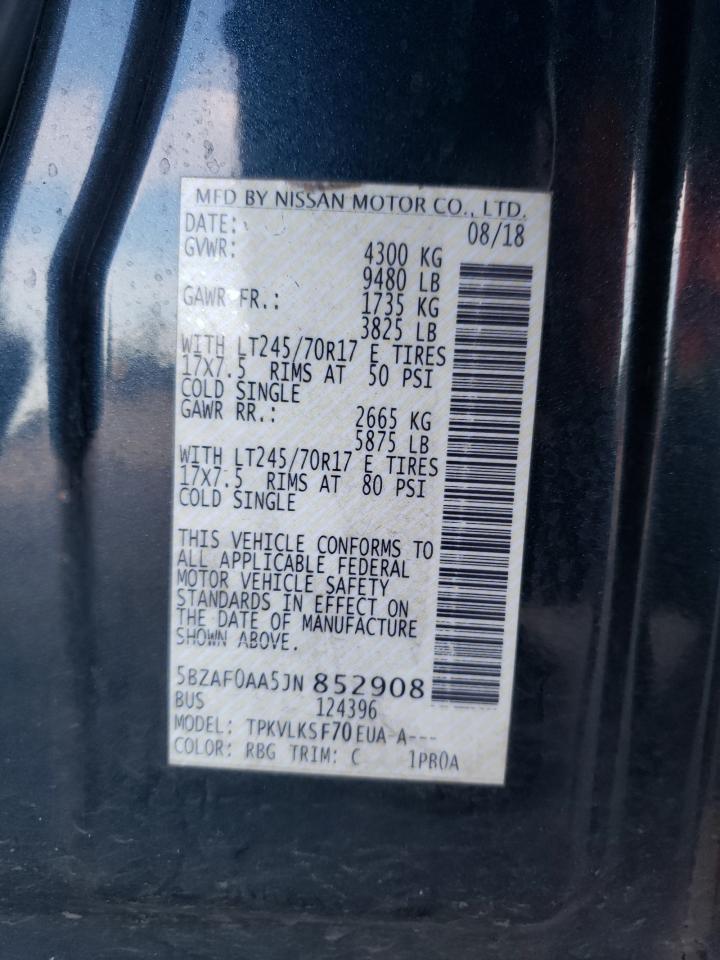 MFD BY NISSAN MOTOR CO., LTD.
DATE: 08/18
GVWR: 4300 KG
9480 LB
GAWR FR.: 1735 KG
3825 LB
WITH LT245/70R17 E TIRES
17X7.5 RIMS AT 50 PSI
COLD SINGLE
GAWR RR.: 2665 KG
5875 LB
WITH LT245/70R17 E TIRES
17X7.5 RIMS AT 80 PSI
COLD SINGLE
THIS VEHICLE CONFORMS TO
ALL APPLICABLE FEDERAL
MOTOR VEHICLE SAFETY
STANDARDS IN EFFECT ON
THE DATE OF MANUFACTURE
SHOWN ABOVE.
5BZAF0AA5JN 852908
BUS 124396
MODEL: TPKVLKSF70EUA-A---
COLOR: RBG TRIM: C 1PR0A